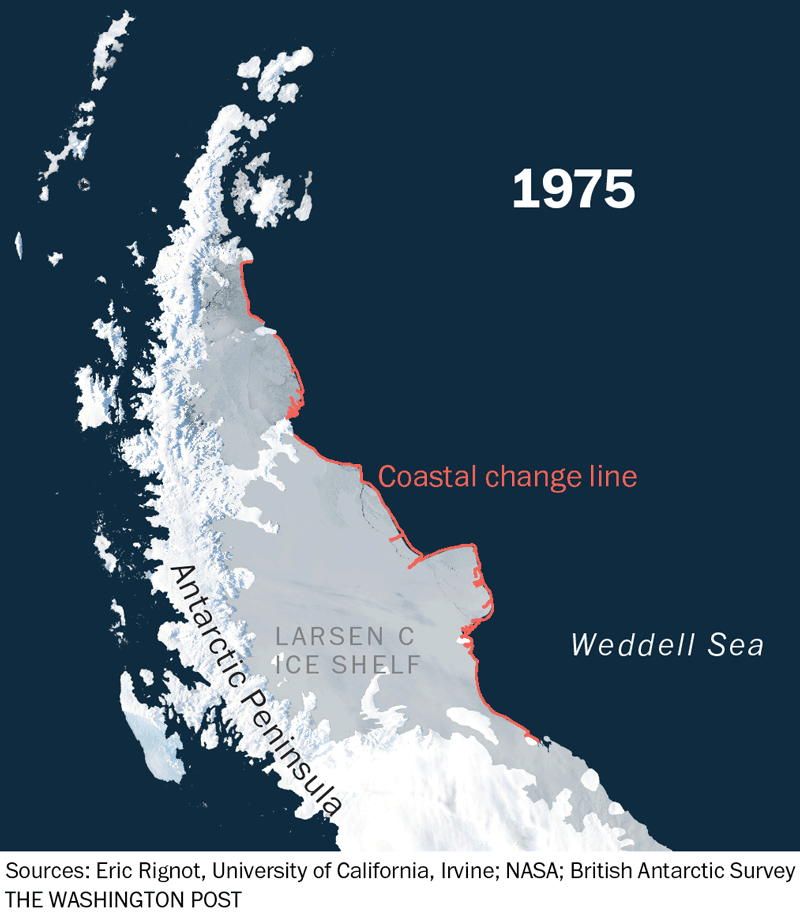 1975
Coastal change line
Antarctic Peninsula
LARSEN C
ICE SHELF
Weddell Sea
Sources: Eric Rignot, University of California, Irvine; NASA; British Antarctic Survey
THE WASHINGTON POST